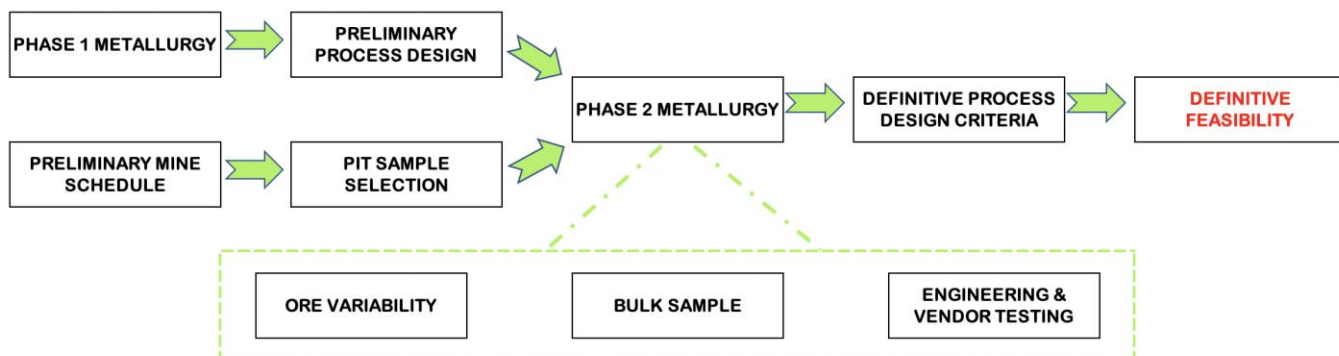 PHASE 1 METALLURGY
PRELIMINARY
PROCESS DESIGN
PHASE 2 METALLURGY
DEFINITIVE PROCESS
DESIGN CRITERIA
DEFINITIVE
FEASIBILITY
PRELIMINARY MINE
SCHEDULE
PIT SAMPLE
SELECTION
ORE VARIABILITY
BULK SAMPLE
ENGINEERING &
VENDOR TESTING